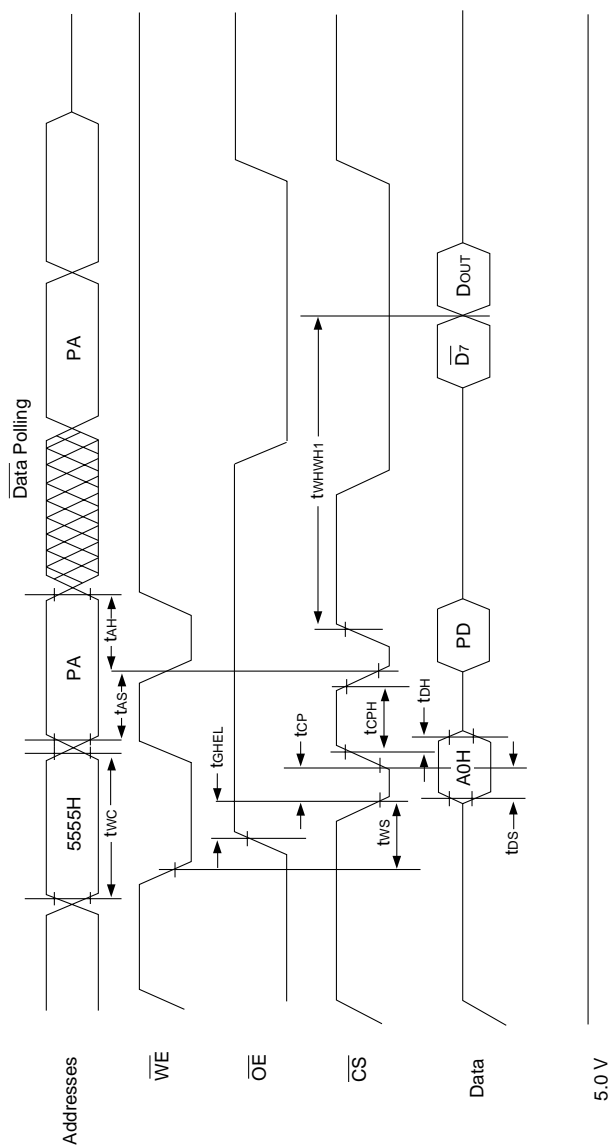 Data Polling
Addresses
5555H
PA
PA
tWC
tAS
tAH
WE
OE
tGHEL
tWHWH1
CS
tWS
tCP
tCPH
tDH
Data
A0H
PD
D7
DOUT
tDS
5.0 V